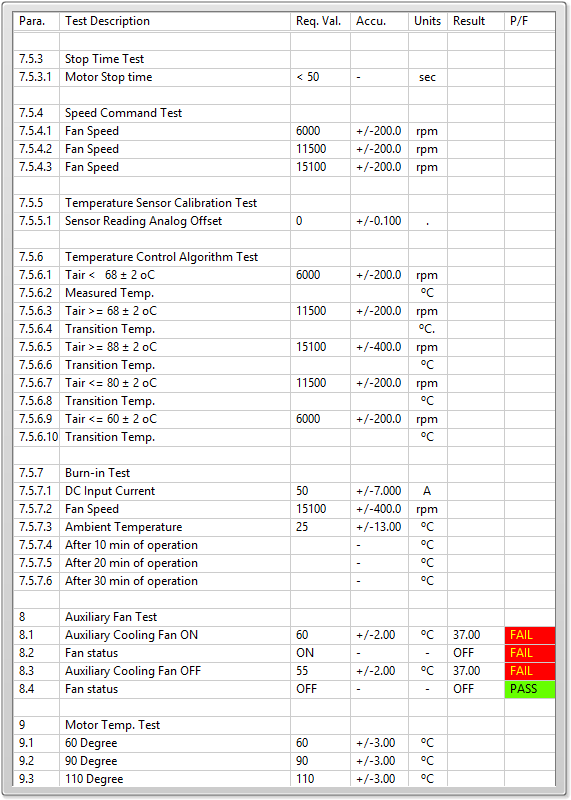 Para. Test Description Req. Val. Accu. Units Result P/F
7.5.3 Stop Time Test
7.5.3.1 Motor Stop time < 50 - sec
7.5.4 Speed Command Test
7.5.4.1 Fan Speed 6000 +/-200.0 rpm
7.5.4.2 Fan Speed 11500 +/-200.0 rpm
7.5.4.3 Fan Speed 15100 +/-200.0 rpm
7.5.5 Temperature Sensor Calibration Test
7.5.5.1 Sensor Reading Analog Offset 0 +/-0.100 .
7.5.6 Temperature Control Algorithm Test
7.5.6.1 Tair < 68 ± 2 oC 6000 +/-200.0 rpm
7.5.6.2 Measured Temp. ºC
7.5.6.3 Tair >= 68 ± 2 oC 11500 +/-200.0 rpm
7.5.6.4 Transition Temp. ºC.
7.5.6.5 Tair >= 88 ± 2 oC 15100 +/-400.0 rpm
7.5.6.6 Transition Temp. ºC
7.5.6.7 Tair <= 80 ± 2 oC 11500 +/-200.0 rpm
7.5.6.8 Transition Temp. ºC
7.5.6.9 Tair <= 60 ± 2 oC 6000 +/-200.0 rpm
7.5.6.10 Transition Temp. ºC
7.5.7 Burn-in Test
7.5.7.1 DC Input Current 50 +/-7.000 A
7.5.7.2 Fan Speed 15100 +/-400.0 rpm
7.5.7.3 Ambient Temperature 25 +/-13.00 ºC
7.5.7.4 After 10 min of operation - ºC
7.5.7.5 After 20 min of operation - ºC
7.5.7.6 After 30 min of operation - ºC
8 Auxiliary Fan Test
8.1 Auxiliary Cooling Fan ON 60 +/-2.00 ºC 37.00 FAIL
8.2 Fan status ON - - OFF FAIL
8.3 Auxiliary Cooling Fan OFF 55 +/-2.00 ºC 37.00 FAIL
8.4 Fan status OFF - - OFF PASS
9 Motor Temp. Test
9.1 60 Degree 60 +/-3.00 ºC
9.2 90 Degree 90 +/-3.00 ºC
9.3 110 Degree 110 +/-3.00 ºC